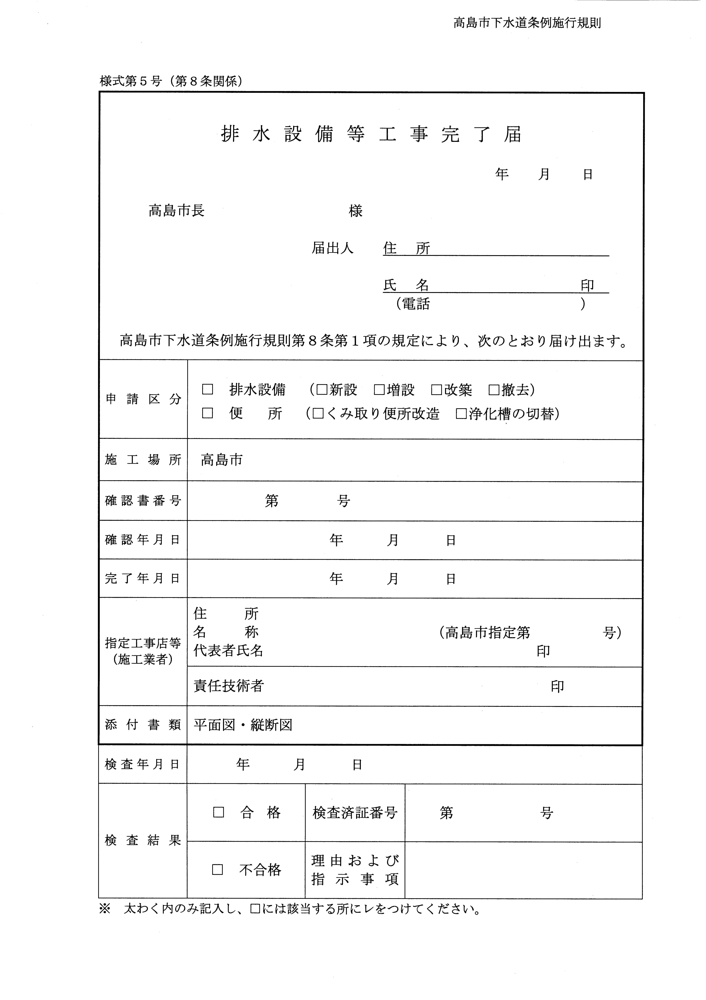 高島市下水道条例施行規則
様式第5号（第8条関係）
排水設備等工事完了届
年　月　日
高島市長　　　　様
届出人　住　所
氏　名　　　　印
（電話　　　　）
高島市下水道条例施行規則第8条第1項の規定により、次のとおり届け出ます。
申請区分
□　排水設備　（□新設　□増設　□改築　□撤去）
□　便　所　（□くみ取り便所改造　□浄化槽の切替）
施工場所　高島市
確認書番号　第　　号
確認年月日　年　月　日
完了年月日　年　月　日
指定工事店等
（施工業者）
住　　所
名　　称　　　　（高島市指定第　　号）
代表者氏名　　　　印
責任技術者　　　　印
添付書類　平面図・縦断図
検査年月日　年　月　日
検査結果
□　合　格　検査済証番号　第　　号
□　不合格　理由および
指示事項
※　太わく内のみ記入し、□には該当する所にレをつけてください。